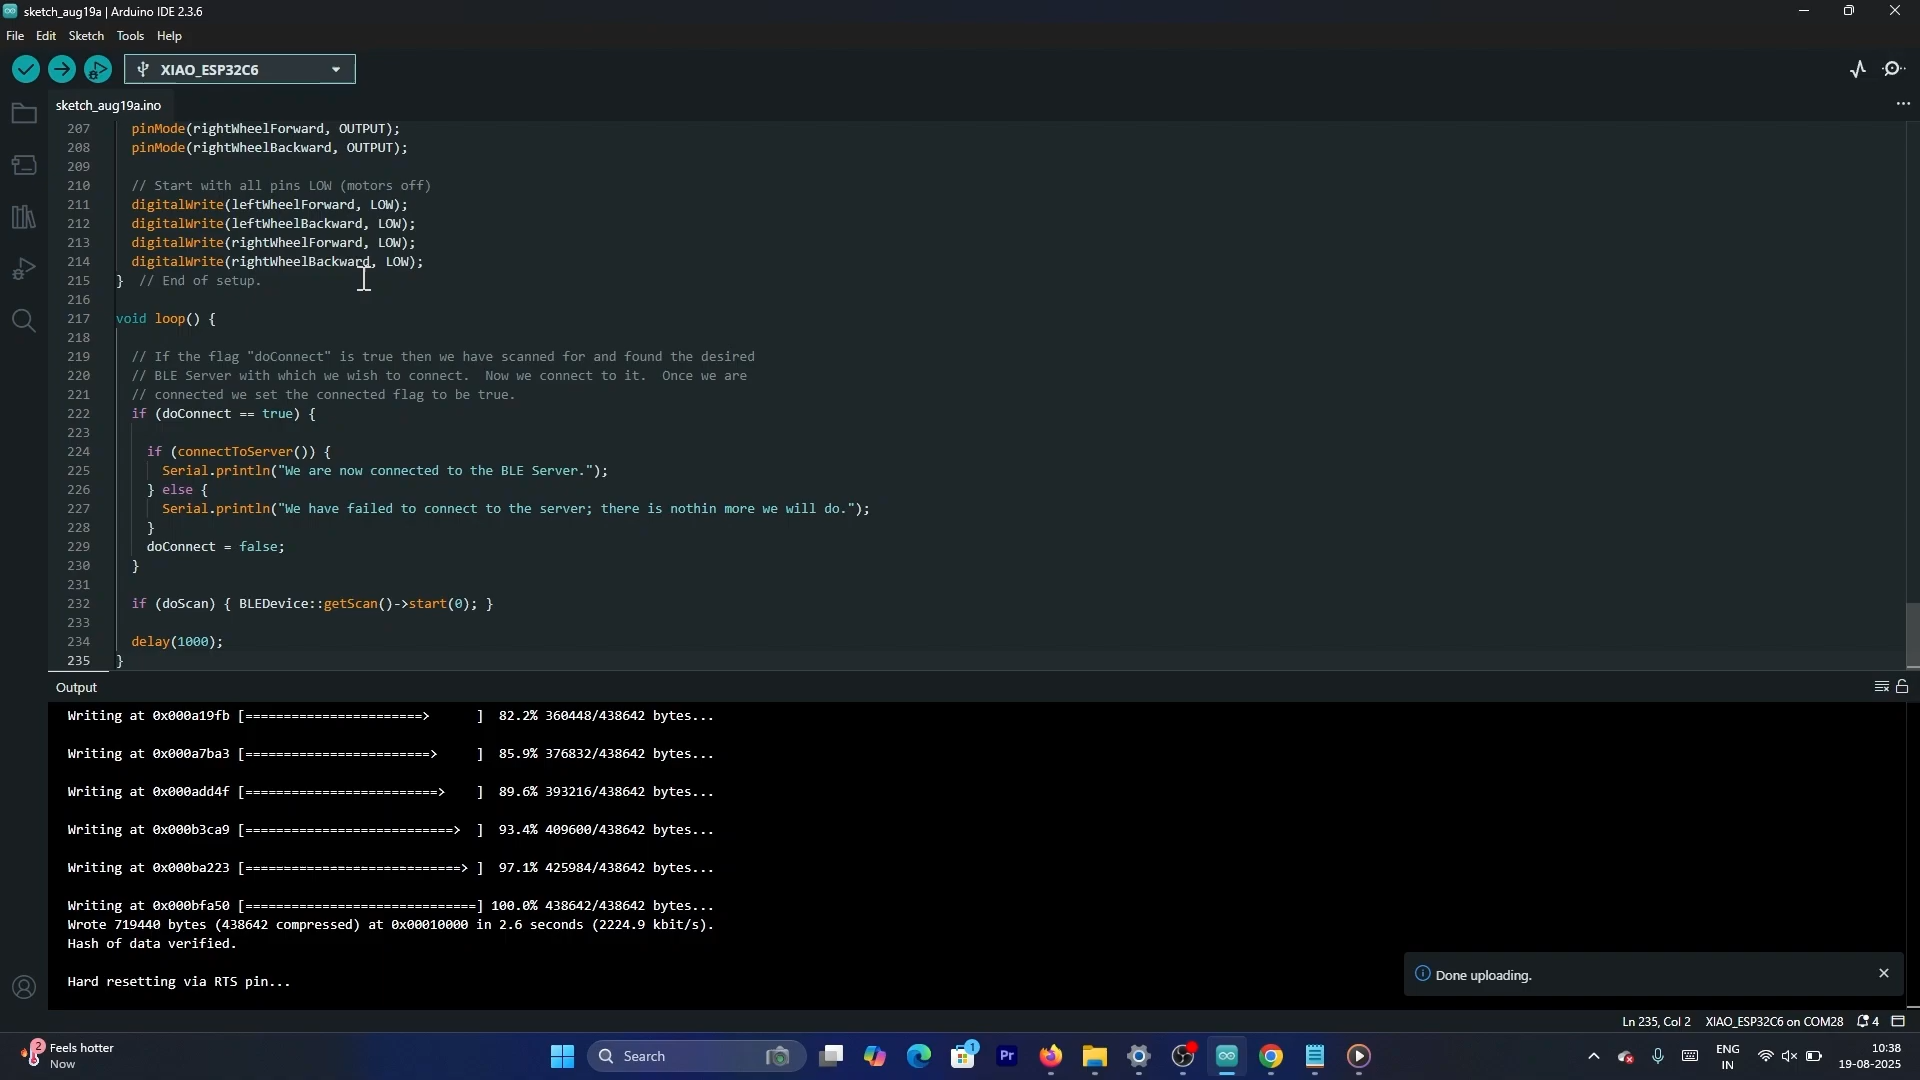 sketch_aug19a | Arduino IDE 2.3.6
File Edit Sketch Tools Help
XIAO_ESP32C6
sketch_aug19a.ino
207 pinMode(rightWheelForward, OUTPUT);
208 pinMode(rightWheelBackward, OUTPUT);
209
210 // Start with all pins LOW (motors off)
211 digitalWrite(leftWheelForward, LOW);
212 digitalWrite(leftWheelBackward, LOW);
213 digitalWrite(rightWheelForward, LOW);
214 digitalWrite(rightWheelBackward, LOW);
215 } // End of setup.
216
217 void loop() {
218
219 // If the flag "doConnect" is true then we have scanned for and found the desired
220 // BLE Server with which we wish to connect.  Now we connect to it.  Once we are
221 // connected we set the connected flag to be true.
222 if (doConnect == true) {
223
224 if (connectToServer()) {
225 Serial.println("We are now connected to the BLE Server.");
226 } else {
227 Serial.println("We have failed to connect to the server; there is nothin more we will do.");
228 }
229 doConnect = false;
230 }
231
232 if (doScan) { BLEDevice::getScan()->start(0); }
233
234 delay(1000);
235 }
Output
Writing at 0x000a19fb [=======================>      ]  82.2% 360448/438642 bytes...
Writing at 0x000a7ba3 [========================>     ]  85.9% 376832/438642 bytes...
Writing at 0x000add4f [=========================>    ]  89.6% 393216/438642 bytes...
Writing at 0x000b3ca9 [===========================>  ]  93.4% 409600/438642 bytes...
Writing at 0x000ba223 [============================> ]  97.1% 425984/438642 bytes...
Writing at 0x000bfa50 [==============================] 100.0% 438642/438642 bytes...
Wrote 719440 bytes (438642 compressed) at 0x00010000 in 2.6 seconds (2224.9 kbit/s).
Hash of data verified.
Hard resetting via RTS pin...
Done uploading.
Ln 235, Col 2 XIAO_ESP32C6 on COM28 4
2 Feels hotter
Now
Search
1
Pr
ENG
IN
10:38
19-08-2025